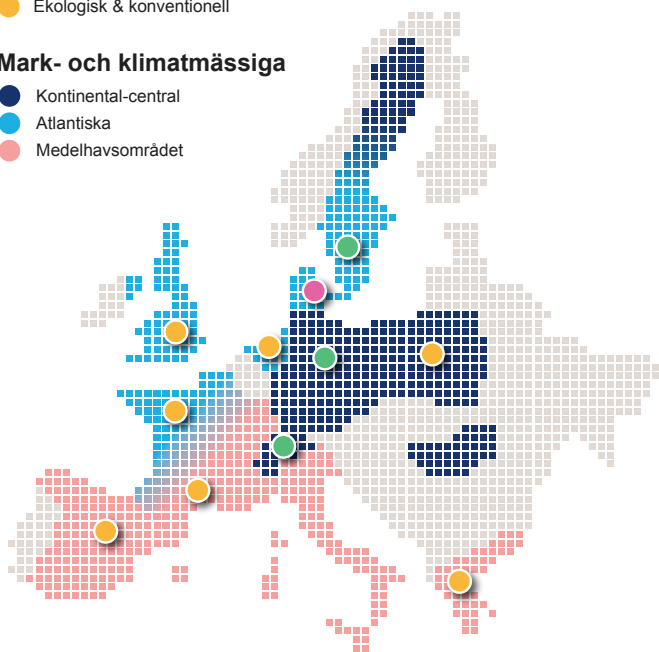 Ekologisk & konventionell
Mark- och klimatmässiga
Kontinental-central
Atlantiska
Medelhavsområdet